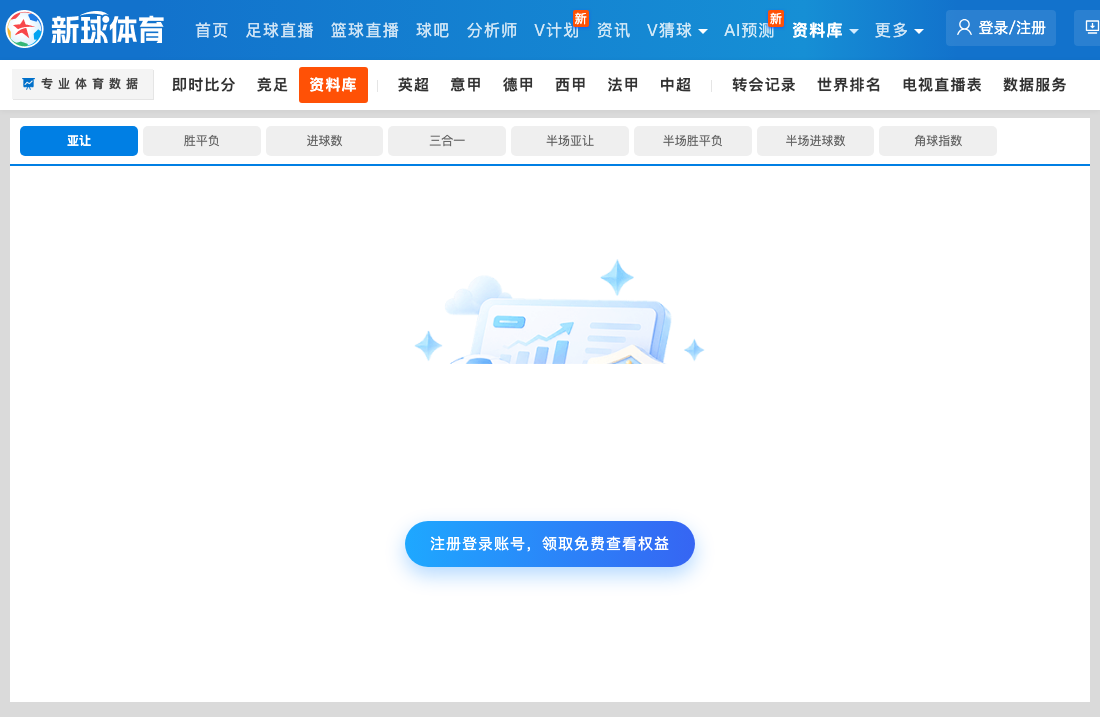 新球体育 首页 足球直播 篮球直播 球吧 分析师 V计划 新 资讯 V猜球 AI预测 新 资料库 更多 登录/注册
专业体育数据 即时比分 竞足 资料库 英超 意甲 德甲 西甲 法甲 中超 转会记录 世界排名 电视直播表 数据服务
亚让 胜平负 进球数 三合一 半场亚让 半场胜平负 半场进球数 角球指数
注册登录账号，领取免费查看权益